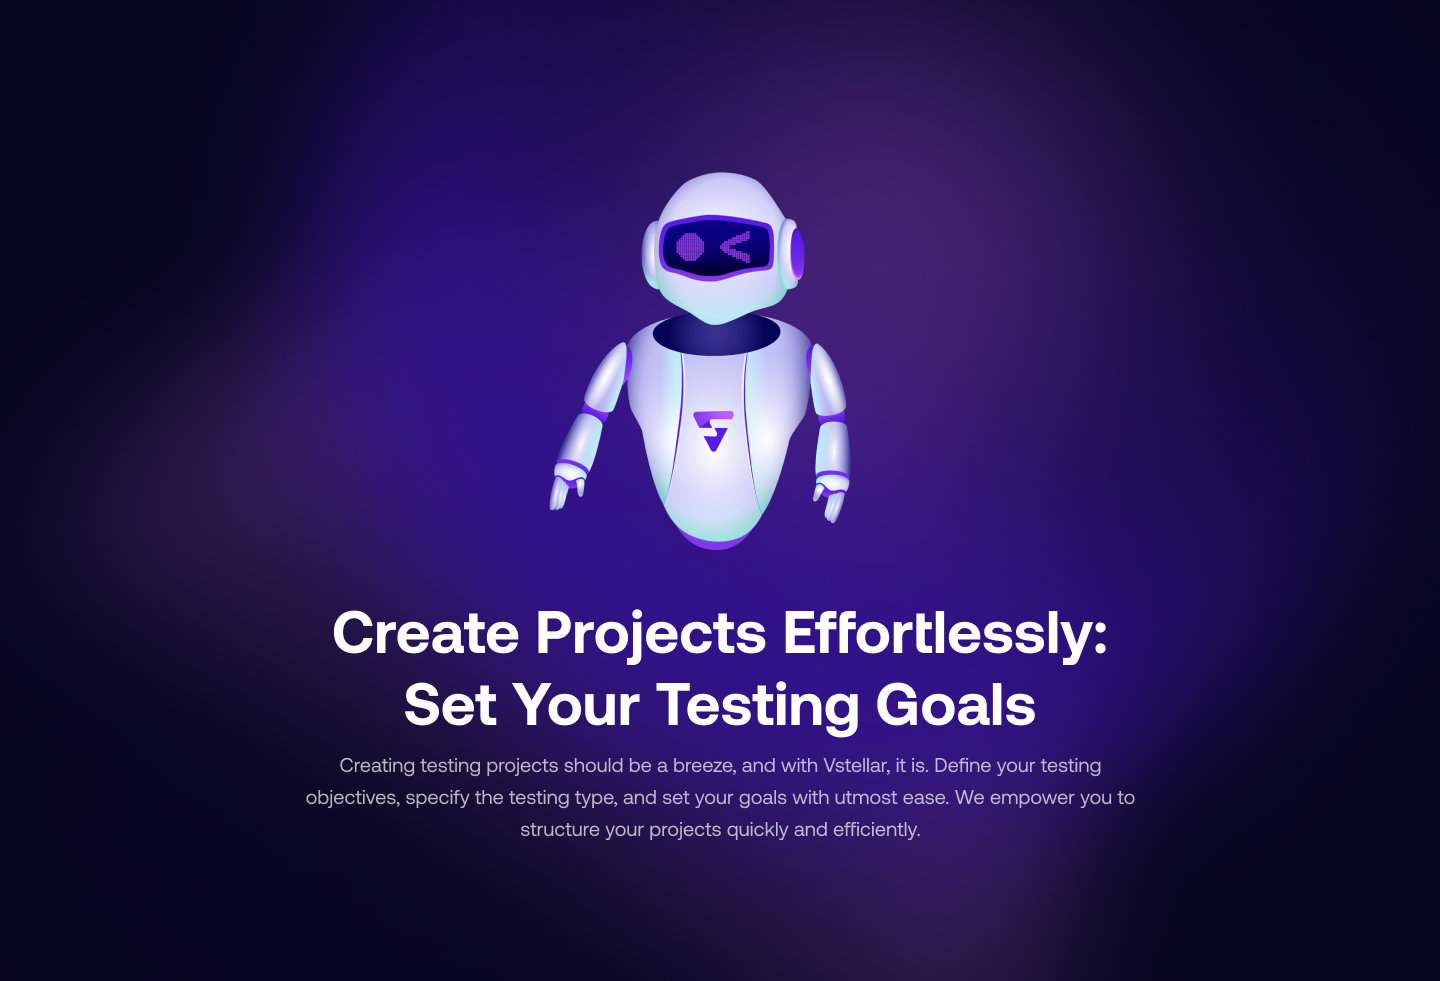 Create Projects Effortlessly:
Set Your Testing Goals
Creating testing projects should be a breeze, and with Vstellar, it is. Define your testing
objectives, specify the testing type, and set your goals with utmost ease. We empower you to
structure your projects quickly and efficiently.